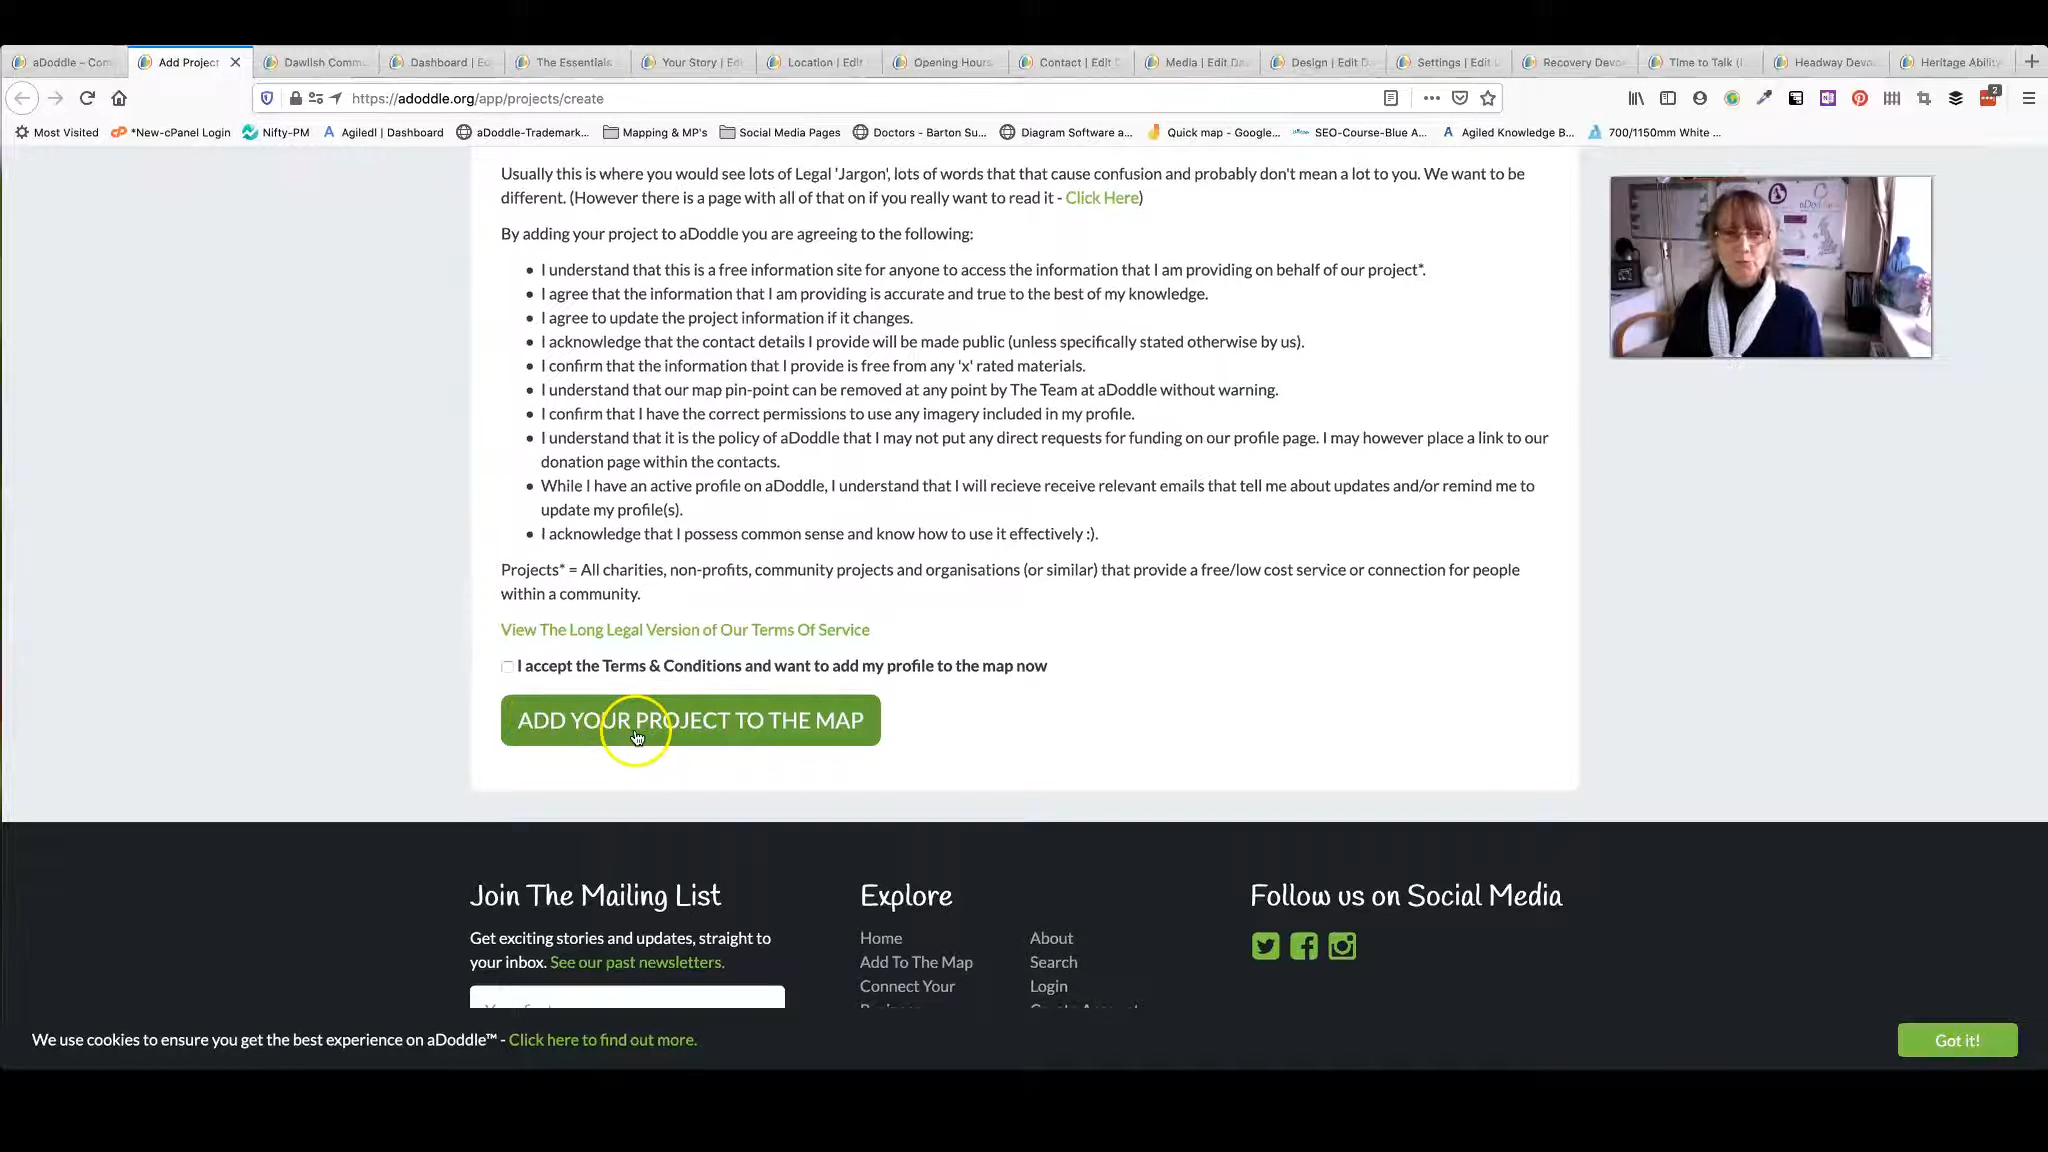 aDoddle – Com
Add Project
Dawlish Commu
Dashboard | Ed
The Essentials
Your Story | Edi
Location | Edit
Opening Hours
Contact | Edit D
Media | Edit Da
Design | Edit D
Settings | Edit
Recovery Devo
Time to Talk (
Headway Devo
Heritage Ability
https://adoddle.org/app/projects/create
2
Most Visited
*New-cPanel Login
Nifty-PM
Agiledl | Dashboard
aDoddle-Trademark...
Mapping & MP's
Social Media Pages
Doctors - Barton Su...
Diagram Software a...
Quick map - Google...
SEO-Course-Blue A...
Agiled Knowledge B...
700/1150mm White ...
Usually this is where you would see lots of Legal 'Jargon', lots of words that that cause confusion and probably don't mean a lot to you. We want to be
different. (However there is a page with all of that on if you really want to read it - Click Here)
By adding your project to aDoddle you are agreeing to the following:
• I understand that this is a free information site for anyone to access the information that I am providing on behalf of our project*.
• I agree that the information that I am providing is accurate and true to the best of my knowledge.
• I agree to update the project information if it changes.
• I acknowledge that the contact details I provide will be made public (unless specifically stated otherwise by us).
• I confirm that the information that I provide is free from any 'x' rated materials.
• I understand that our map pin-point can be removed at any point by The Team at aDoddle without warning.
• I confirm that I have the correct permissions to use any imagery included in my profile.
• I understand that it is the policy of aDoddle that I may not put any direct requests for funding on our profile page. I may however place a link to our
donation page within the contacts.
• While I have an active profile on aDoddle, I understand that I will recieve receive relevant emails that tell me about updates and/or remind me to
update my profile(s).
• I acknowledge that I possess common sense and know how to use it effectively :).
Projects* = All charities, non-profits, community projects and organisations (or similar) that provide a free/low cost service or connection for people
within a community.
View The Long Legal Version of Our Terms Of Service
I accept the Terms & Conditions and want to add my profile to the map now
ADD YOUR PROJECT TO THE MAP
Join The Mailing List
Get exciting stories and updates, straight to
your inbox. See our past newsletters.
Explore
Home
Add To The Map
Connect Your
About
Search
Login
Follow us on Social Media
We use cookies to ensure you get the best experience on aDoddle™ - Click here to find out more.
Got it!